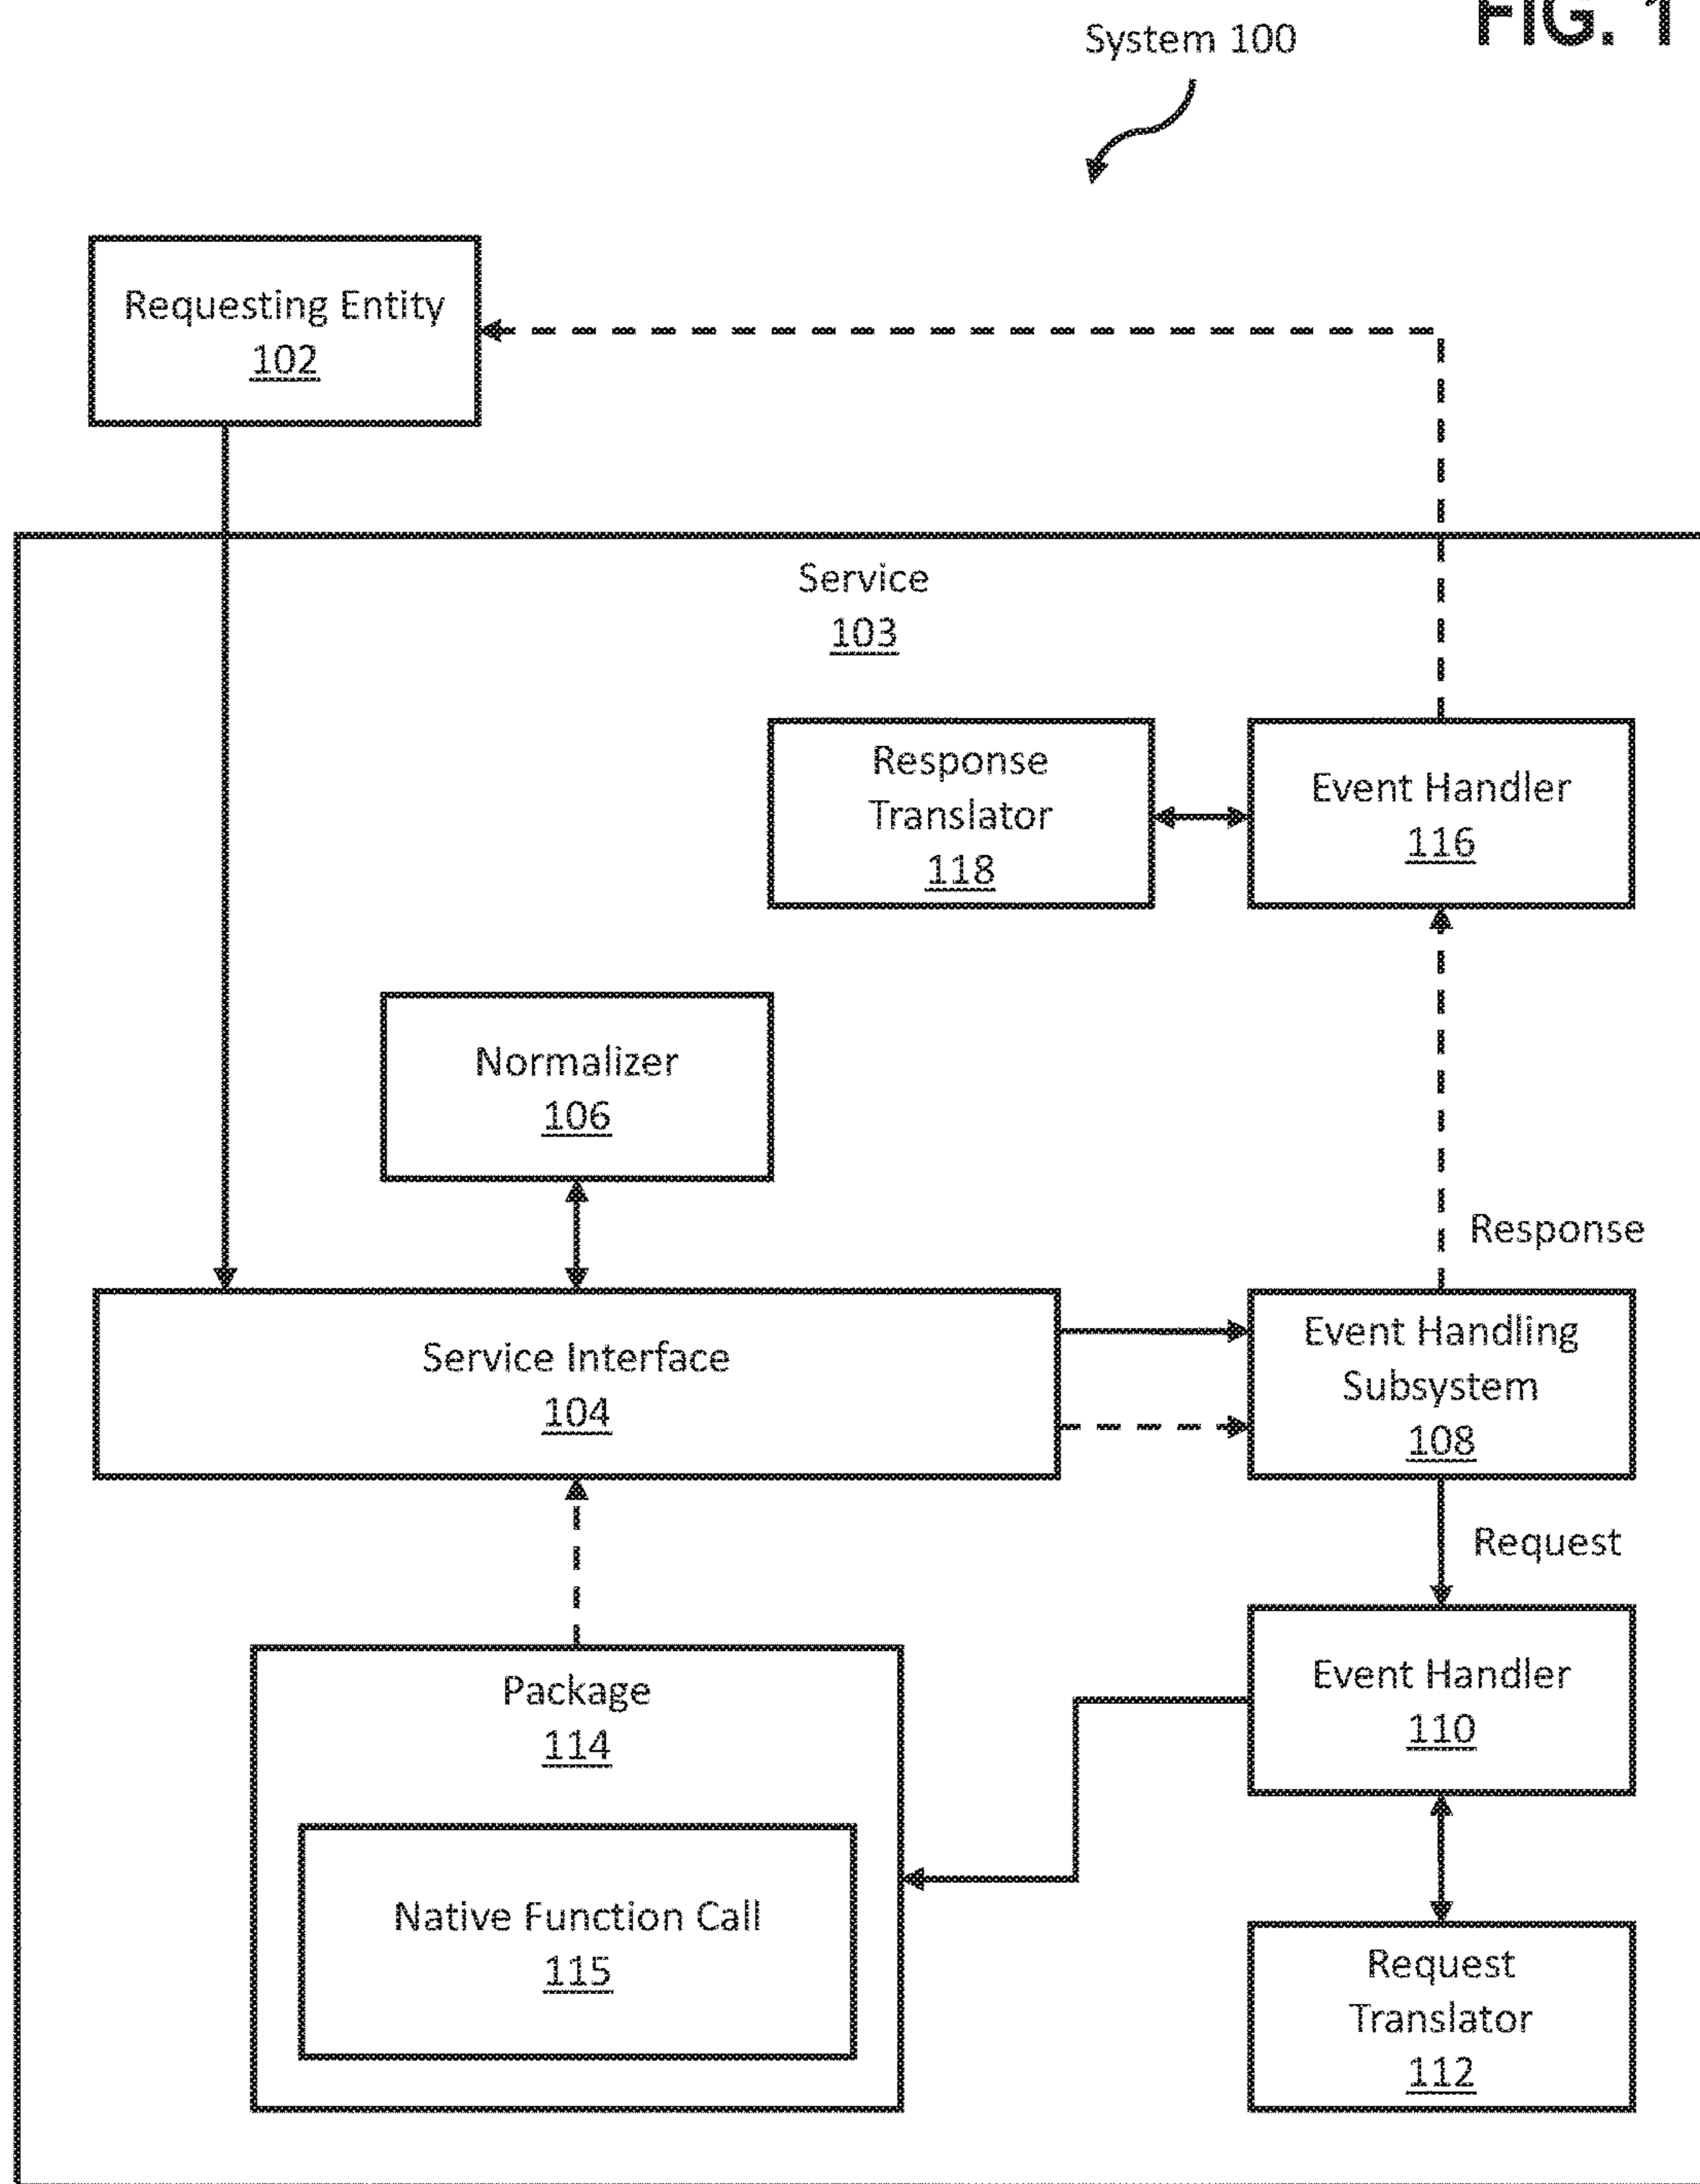 FIG. 1
System 100
Requesting Entity
102
Service
103
Response
Translator
118
Event Handler
116
Normalizer
106
Response
Service Interface
104
Event Handling
Subsystem
108
Request
Package
114
Event Handler
110
Native Function Call
115
Request
Translator
112